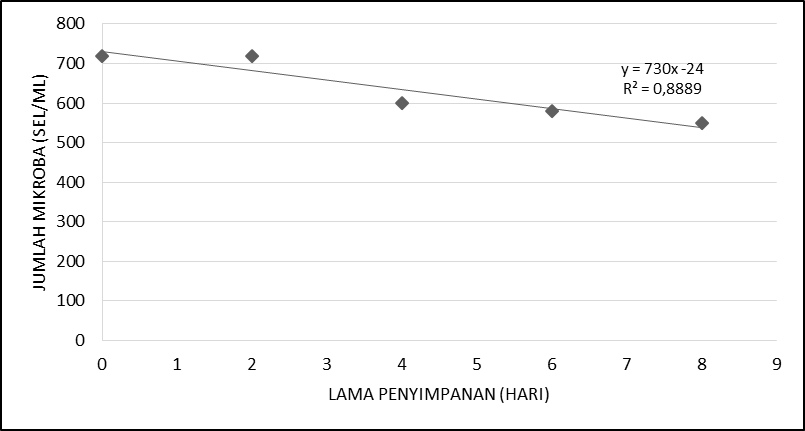 800
700
600
500
400
300
200
100
0
JUMLAH MIKROBA (SEL/ML)
y = 730x -24
R² = 0,8889
0 1 2 3 4 5 6 7 8 9
LAMA PENYIMPANAN (HARI)